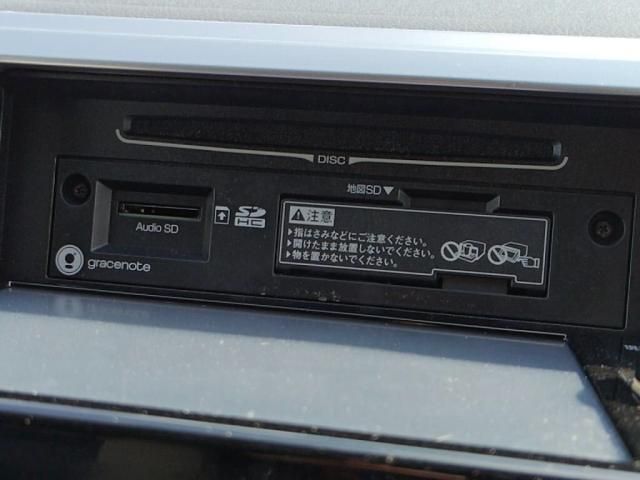 DISC
地図SD▼
⚠注意
▶指はさみなどにご注意ください。
▶開けたまま放置しないでください。
▶物を置かないでください。
Audio SD
SD HC
gracenote